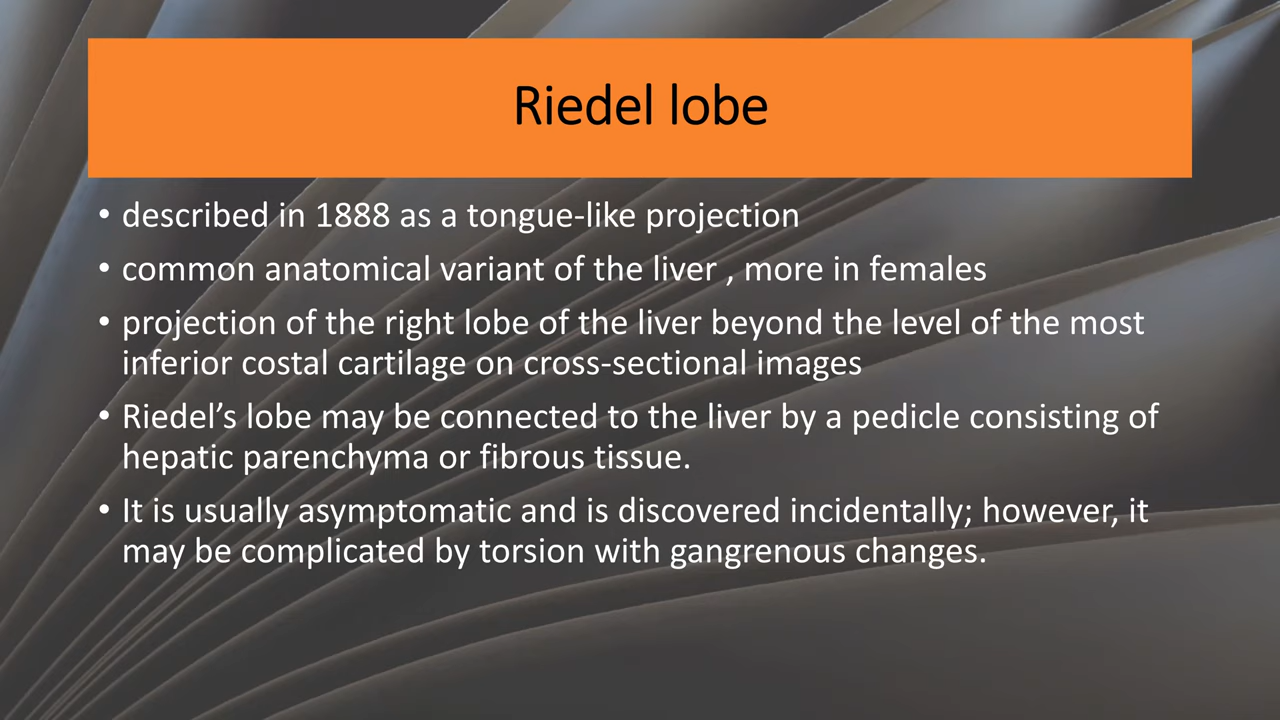 Riedel lobe
• described in 1888 as a tongue-like projection
• common anatomical variant of the liver , more in females
• projection of the right lobe of the liver beyond the level of the most
inferior costal cartilage on cross-sectional images
• Riedel’s lobe may be connected to the liver by a pedicle consisting of
hepatic parenchyma or fibrous tissue.
• It is usually asymptomatic and is discovered incidentally; however, it
may be complicated by torsion with gangrenous changes.